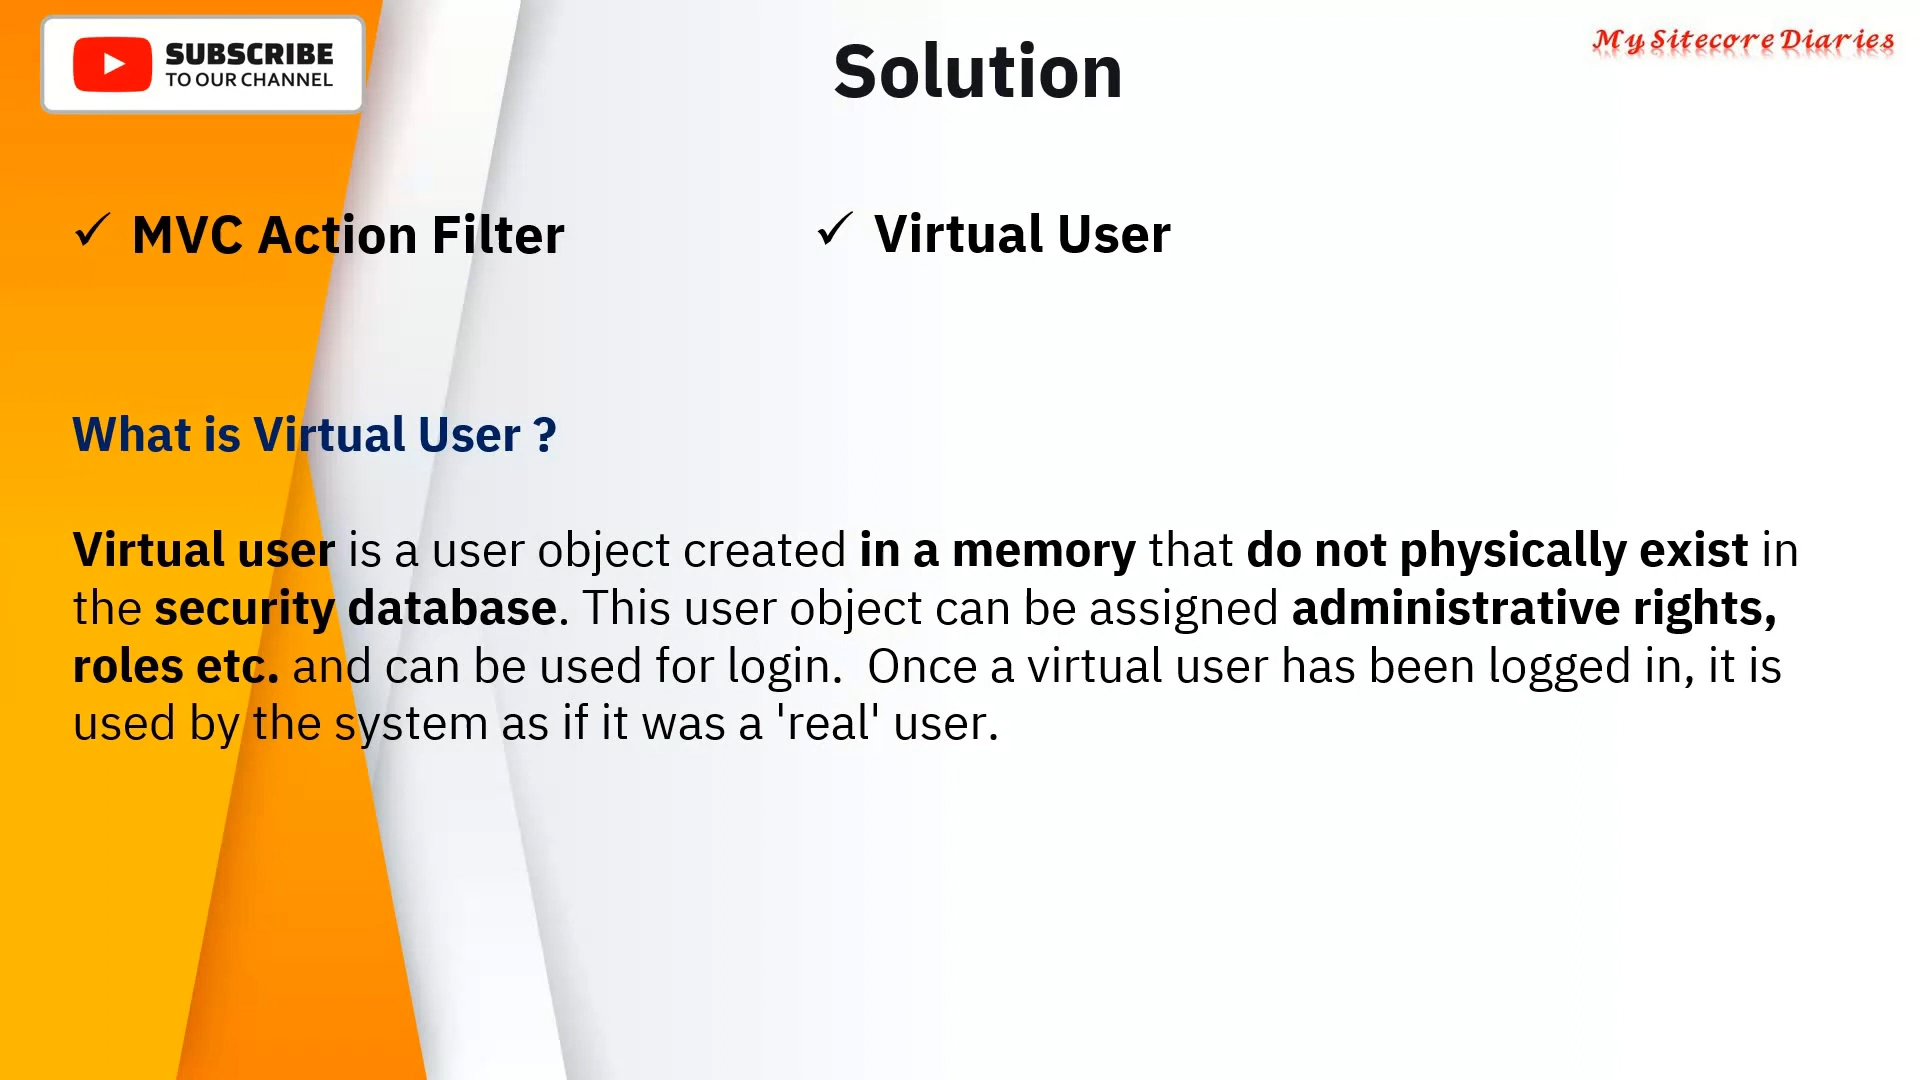 SUBSCRIBE
TO OUR CHANNEL
Solution
My Sitecore Diaries
✓ MVC Action Filter
✓ Virtual User
What is Virtual User ?
Virtual user is a user object created in a memory that do not physically exist in
the security database. This user object can be assigned administrative rights,
roles etc. and can be used for login.  Once a virtual user has been logged in, it is
used by the system as if it was a 'real' user.